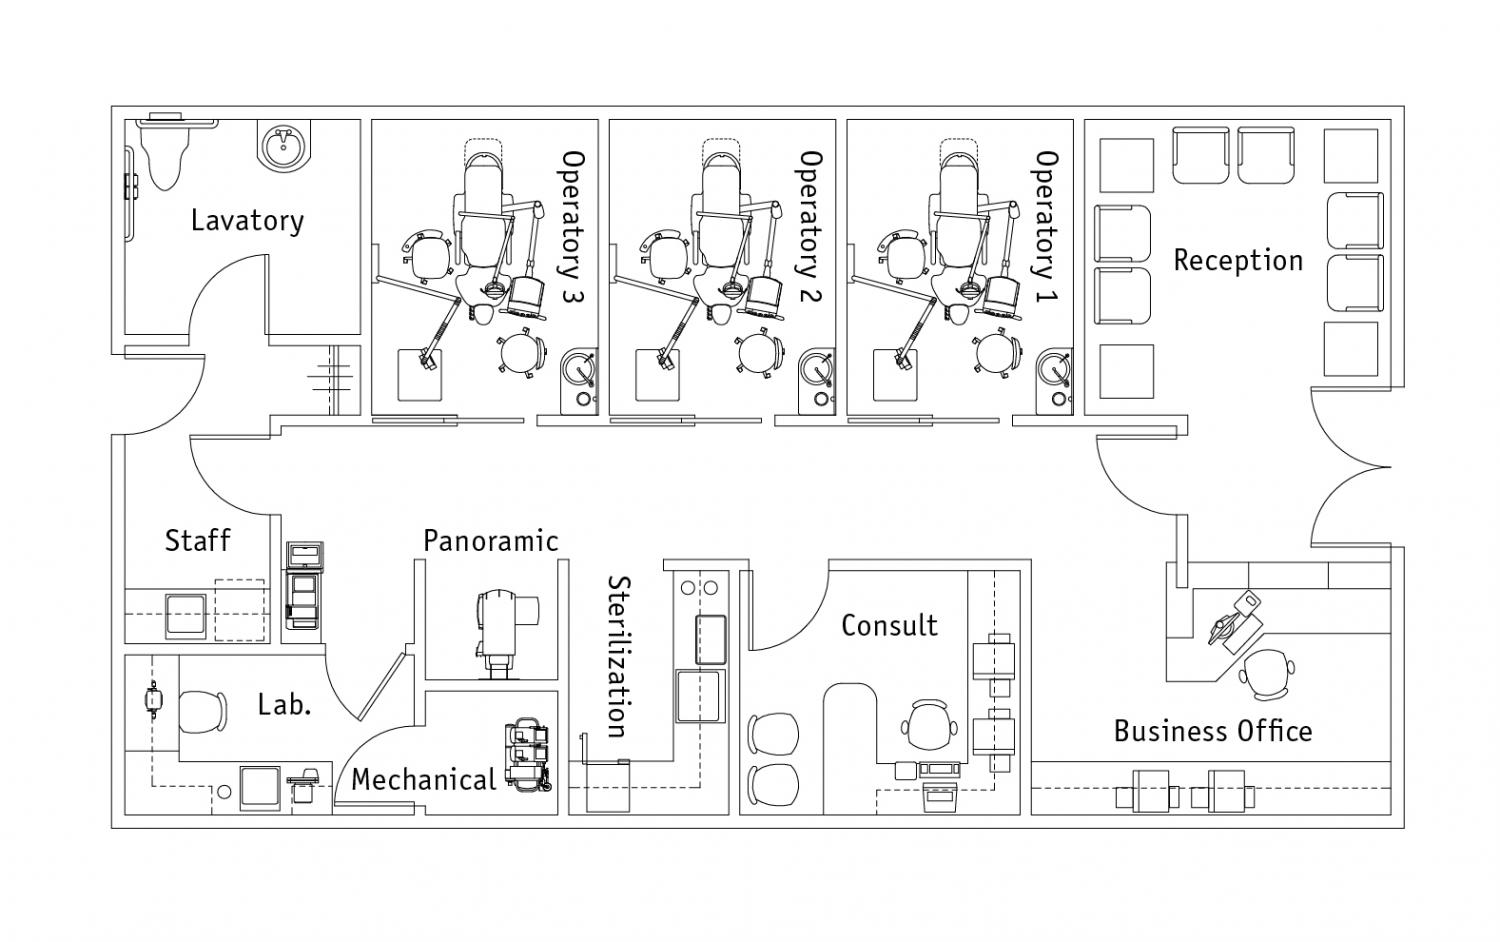 Lavatory
Operatory 3
Operatory 2
Operatory 1
Reception
Staff
Panoramic
Sterilization
Consult
Lab.
Mechanical
Business Office